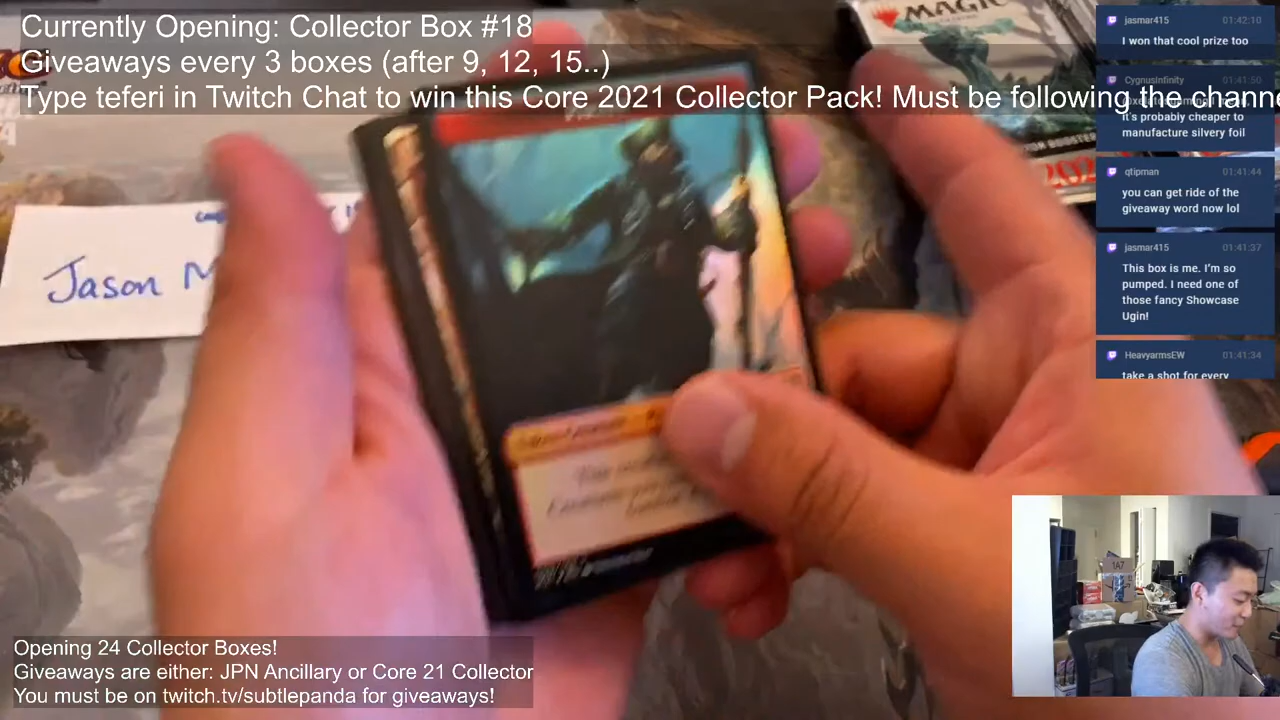 Currently Opening: Collector Box #18
Giveaways every 3 boxes (after 9, 12, 15..)
Type teferi in Twitch Chat to win this Core 2021 Collector Pack! Must be following the channe
MAGIC
jasmar415 01:42:10
I won that cool prize too
CygnusInfinity 01:41:50
it's probably cheaper to
manufacture silvery foil
qtipman 01:41:44
you can get ride of the
giveaway word now lol
jasmar415 01:41:37
This box is me. I'm so
pumped. I need one of
those fancy Showcase
Ugin!
HeavyarmsEW 01:41:34
take a shot for every
Jason M
1A7
Opening 24 Collector Boxes!
Giveaways are either: JPN Ancillary or Core 21 Collector
You must be on twitch.tv/subtlepanda for giveaways!